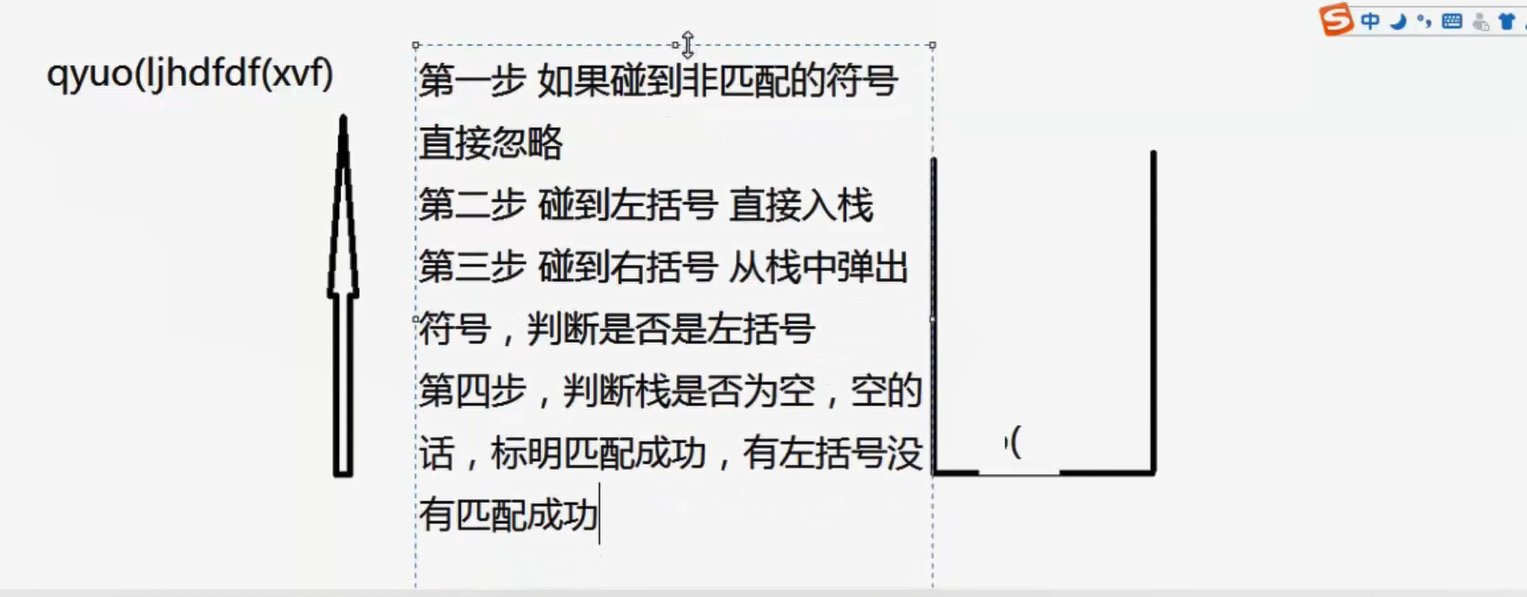 qyuo(ljhdfdf(xvf)
第一步 如果碰到非匹配的符号
直接忽略
第二步 碰到左括号 直接入栈
第三步 碰到右括号 从栈中弹出
符号，判断是否是左括号
第四步，判断栈是否为空，空的
话，标明匹配成功，有左括号没
有匹配成功
(
中